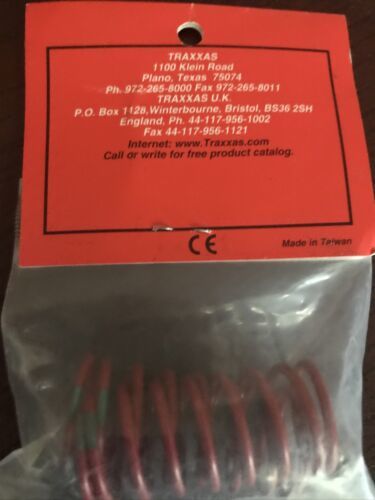 TRAXXAS
1100 Klein Road
Plano, Texas 75074
Ph. 972-265-8000 Fax 972-265-8011
TRAXXAS U.K.
P.O. Box 1128,Winterbourne, Bristol, BS36 2SH
England, Ph. 44-117-956-1002
Fax 44-117-956-1121
Internet: www.Traxxas.com
Call or write for free product catalog.
CE
Made in Taiwan